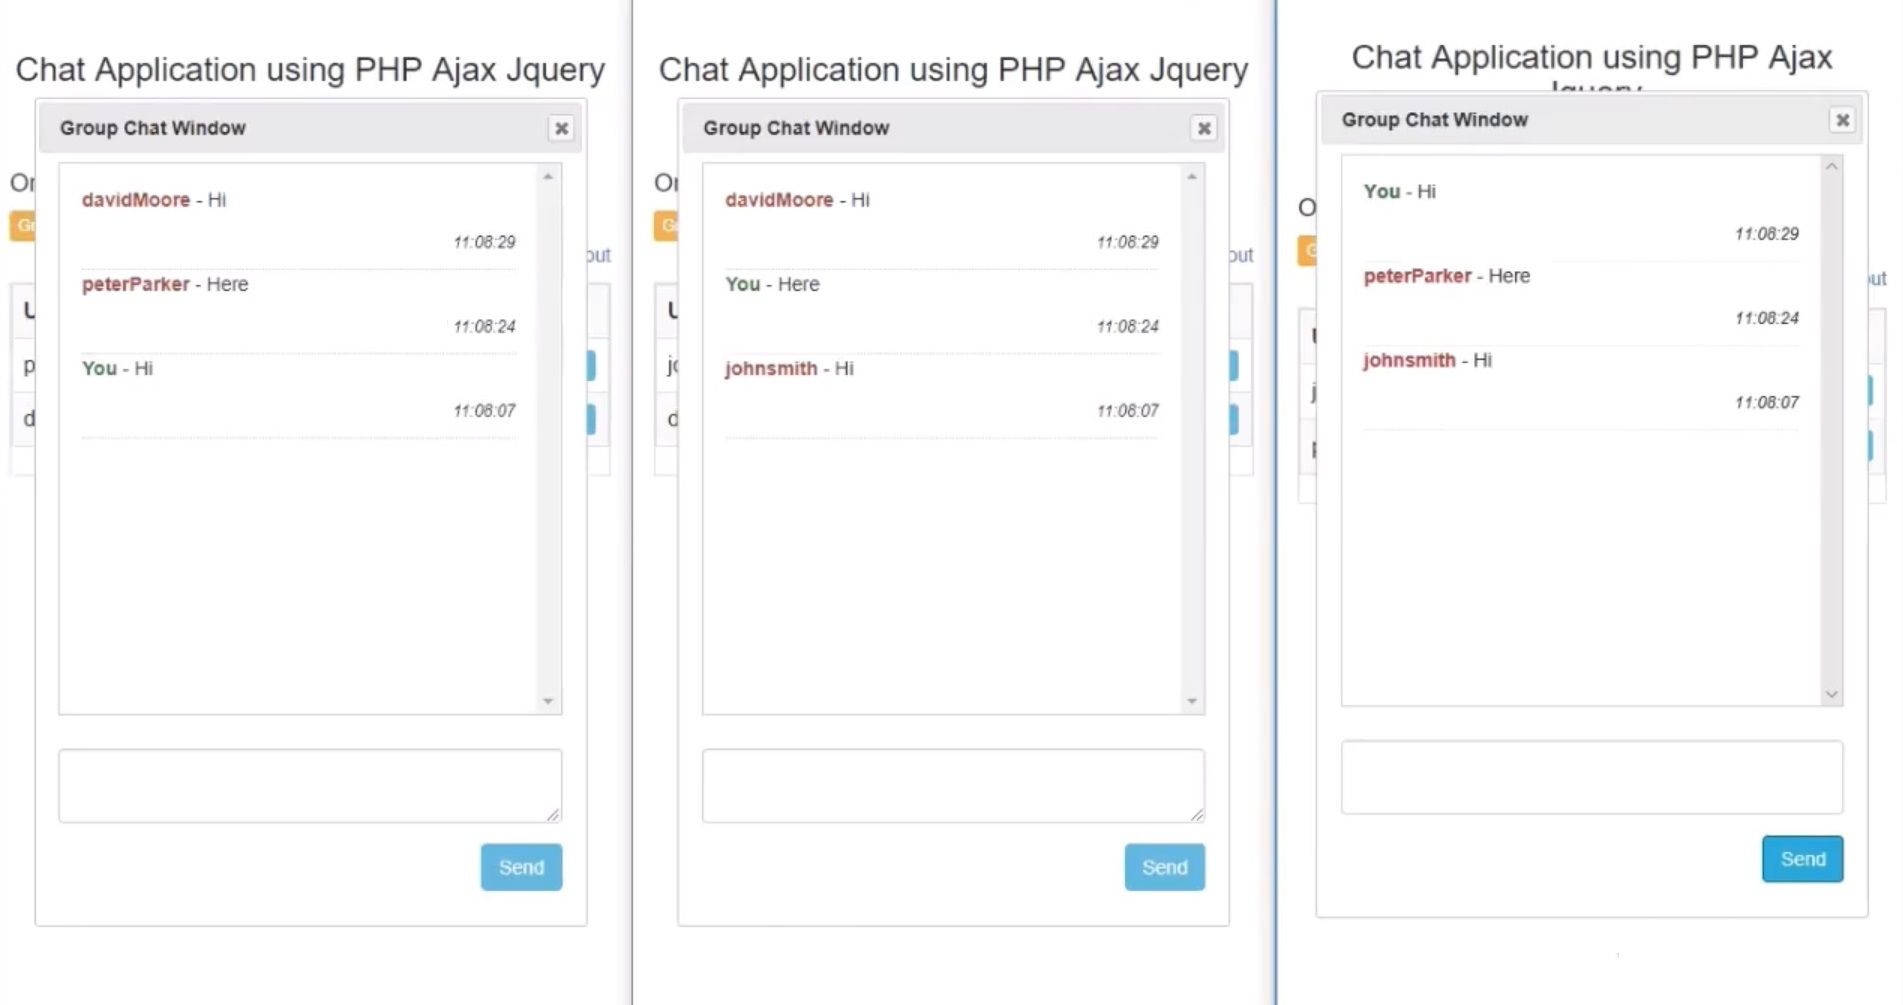 Chat Application using PHP Ajax Jquery
Group Chat Window
davidMoore - Hi
11:08:29
peterParker - Here
11:08:24
You - Hi
11:08:07
Send
Chat Application using PHP Ajax Jquery
Group Chat Window
davidMoore - Hi
11:08:29
You - Here
11:08:24
johnsmith - Hi
11:08:07
Send
Chat Application using PHP Ajax
Jquery
Group Chat Window
You - Hi
11:08:29
peterParker - Here
11:08:24
johnsmith - Hi
11:08:07
Send